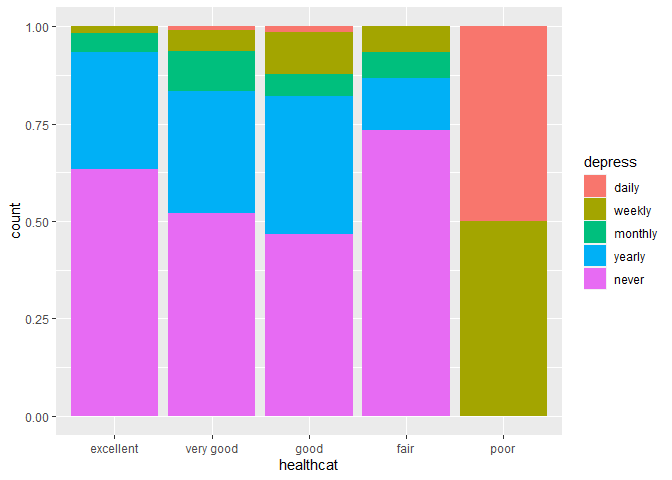 1.00
0.75
0.50
0.25
0.00
count
excellent very good good fair poor
healthcat
depress
daily
weekly
monthly
yearly
never